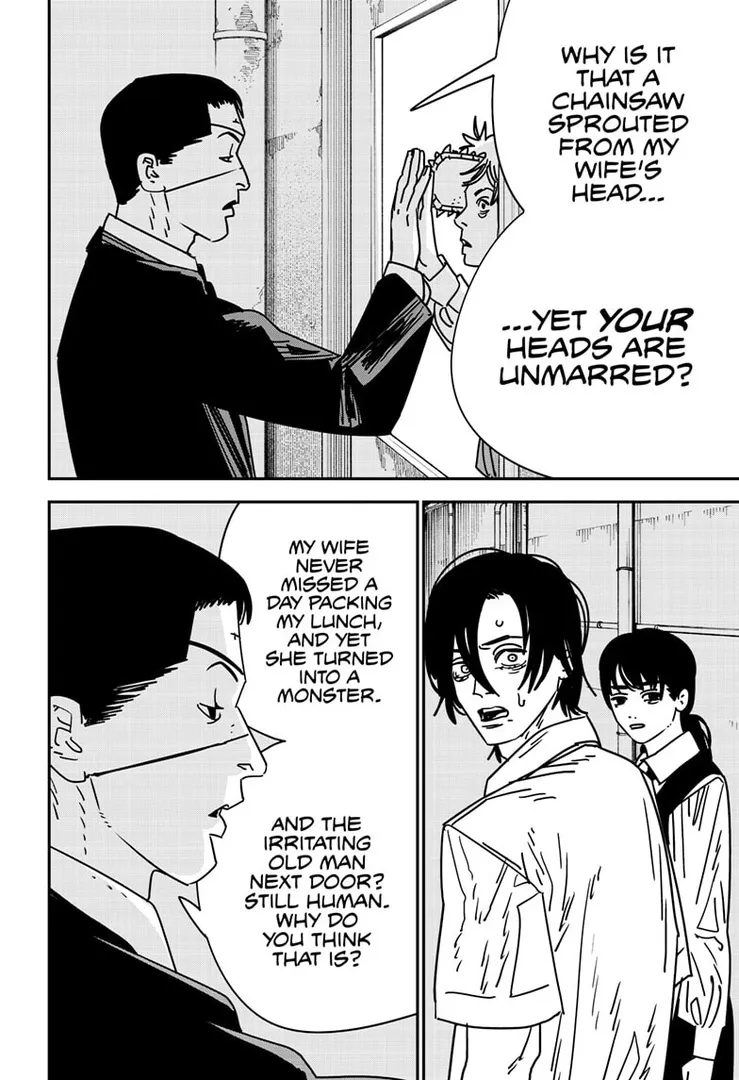 WHY IS IT
THAT A
CHAINSAW
SPROUTED
FROM MY
WIFE'S
HEAD...
...YET YOUR
HEADS ARE
UNMARRED?
MY WIFE
NEVER
MISSED A
DAY PACKING
MY LUNCH,
AND YET
SHE TURNED
INTO A
MONSTER.
AND THE
IRRITATING
OLD MAN
NEXT DOOR?
STILL HUMAN.
WHY DO
YOU THINK
THAT IS?